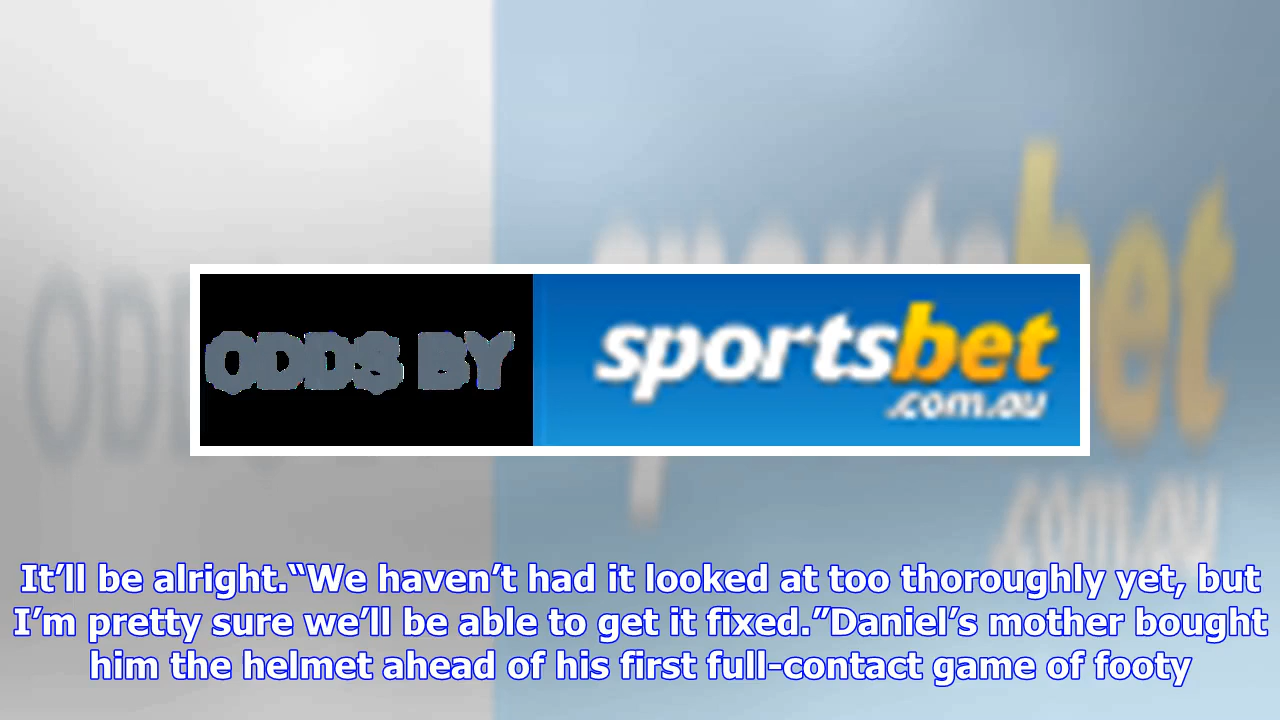 ODDS BY
sportsbet
.com.au
It’ll be alright.“We haven’t had it looked at too thoroughly yet, but
I’m pretty sure we’ll be able to get it fixed.”Daniel’s mother bought
him the helmet ahead of his first full-contact game of footy